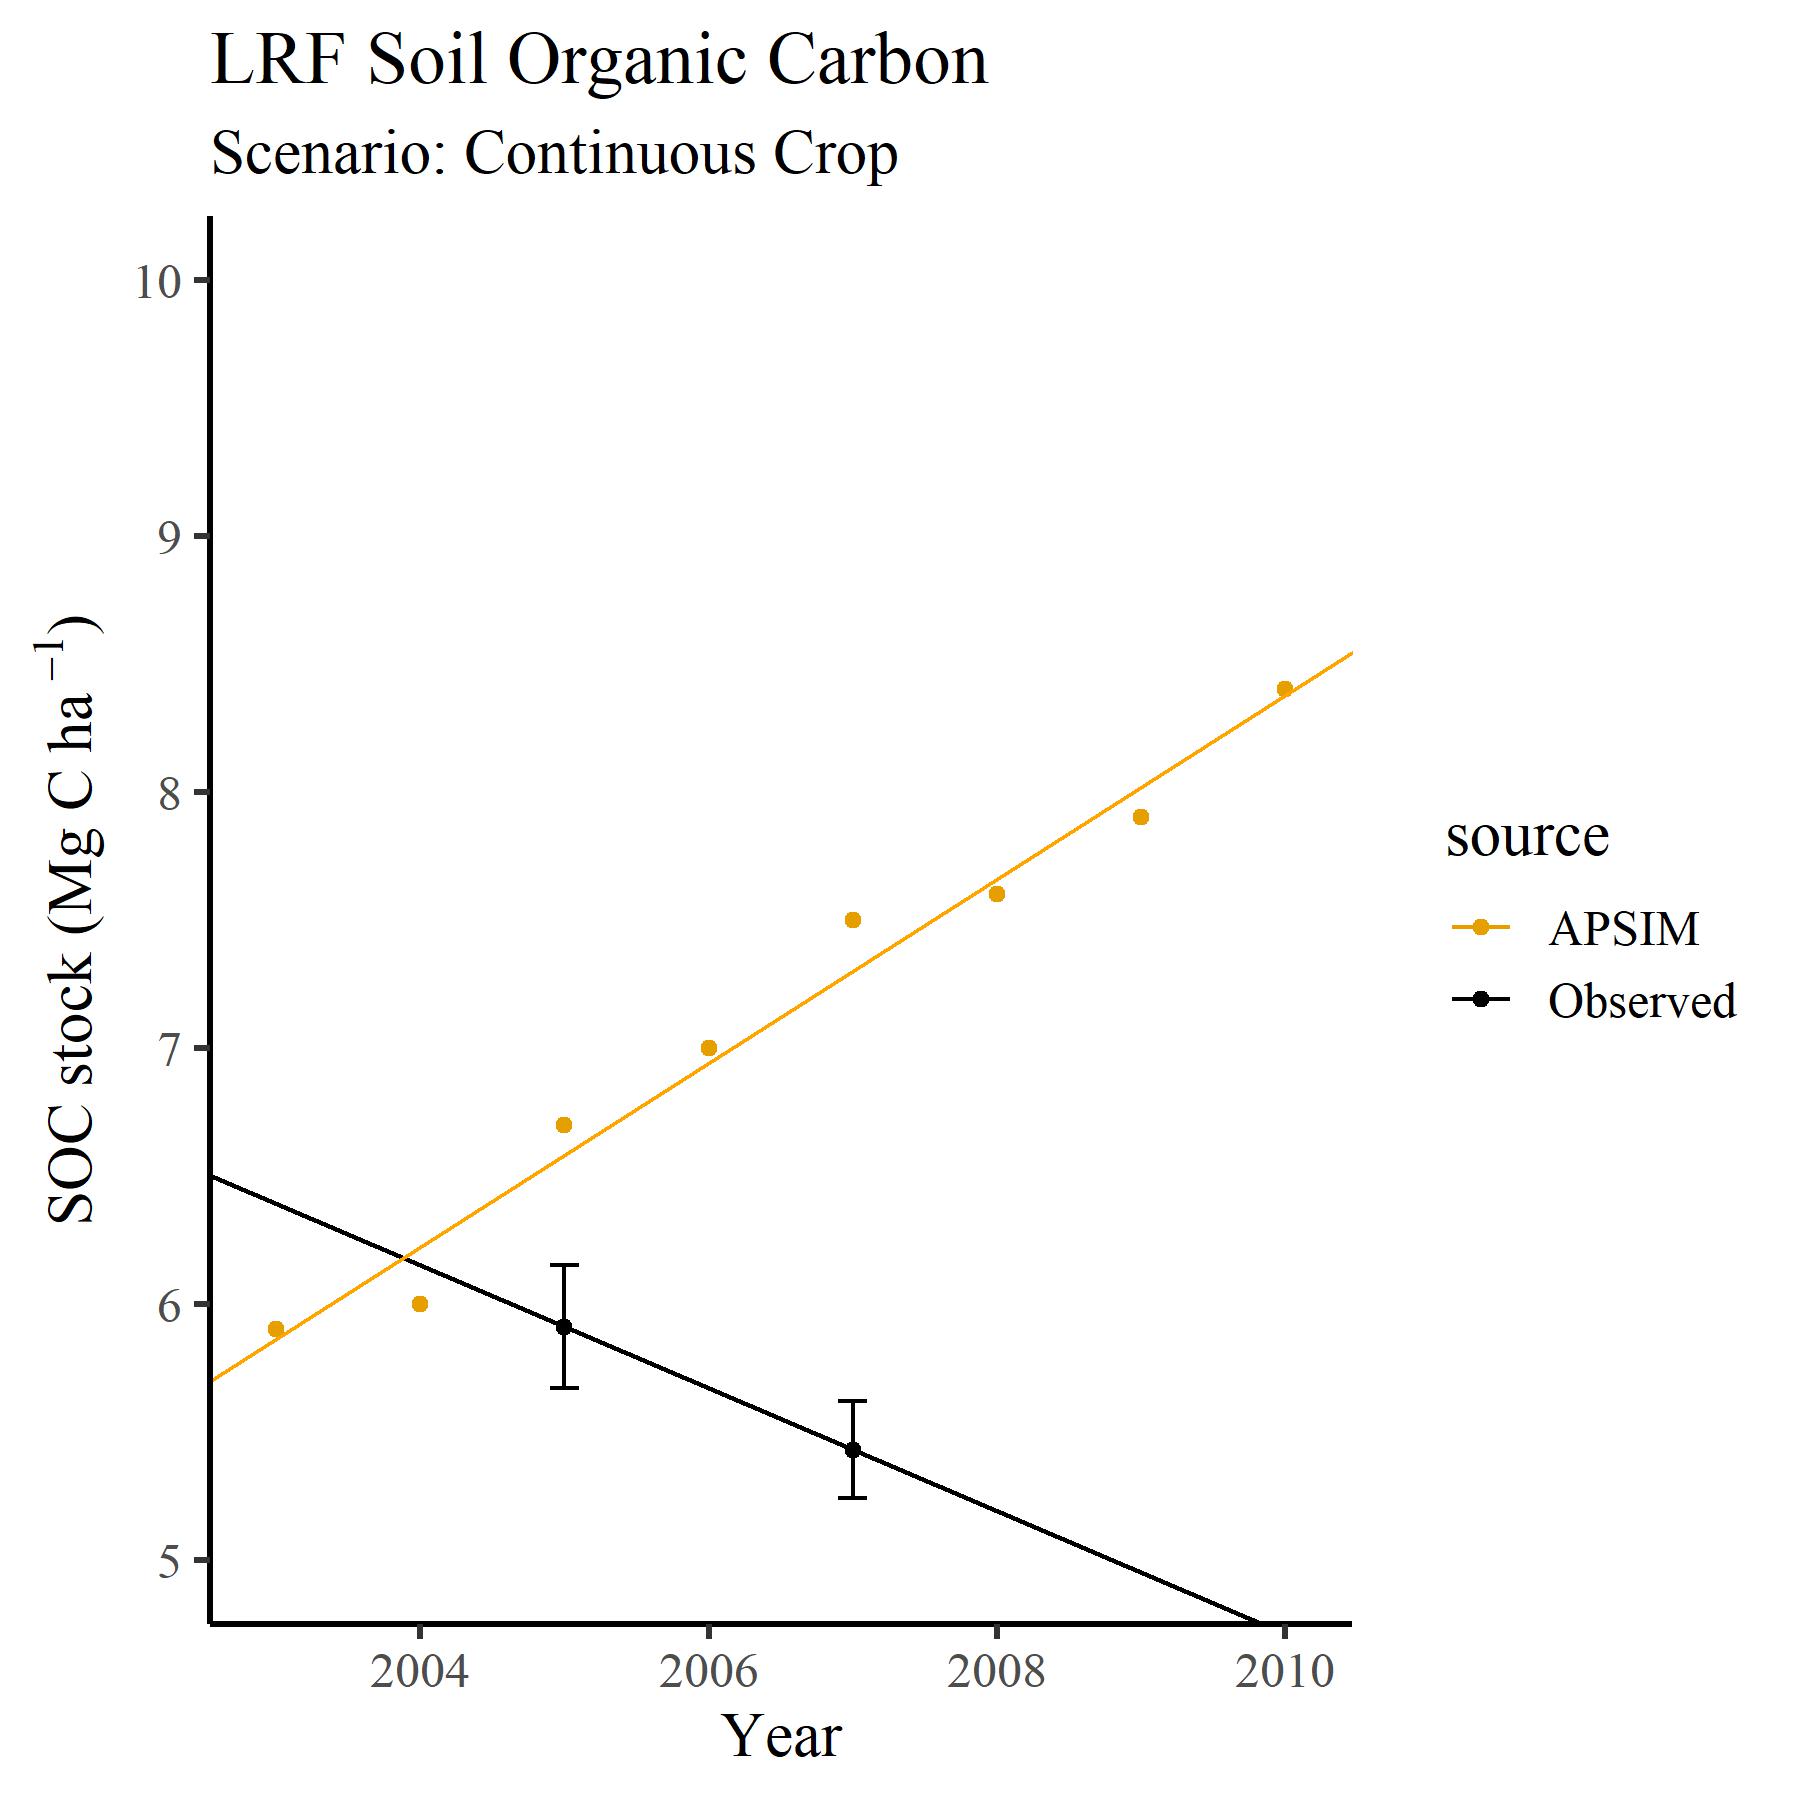 LRF Soil Organic Carbon
Scenario: Continuous Crop
SOC stock (Mg C ha ⁻¹)
10
9
8
7
6
5
2004 2006 2008 2010
Year
source
APSIM
Observed